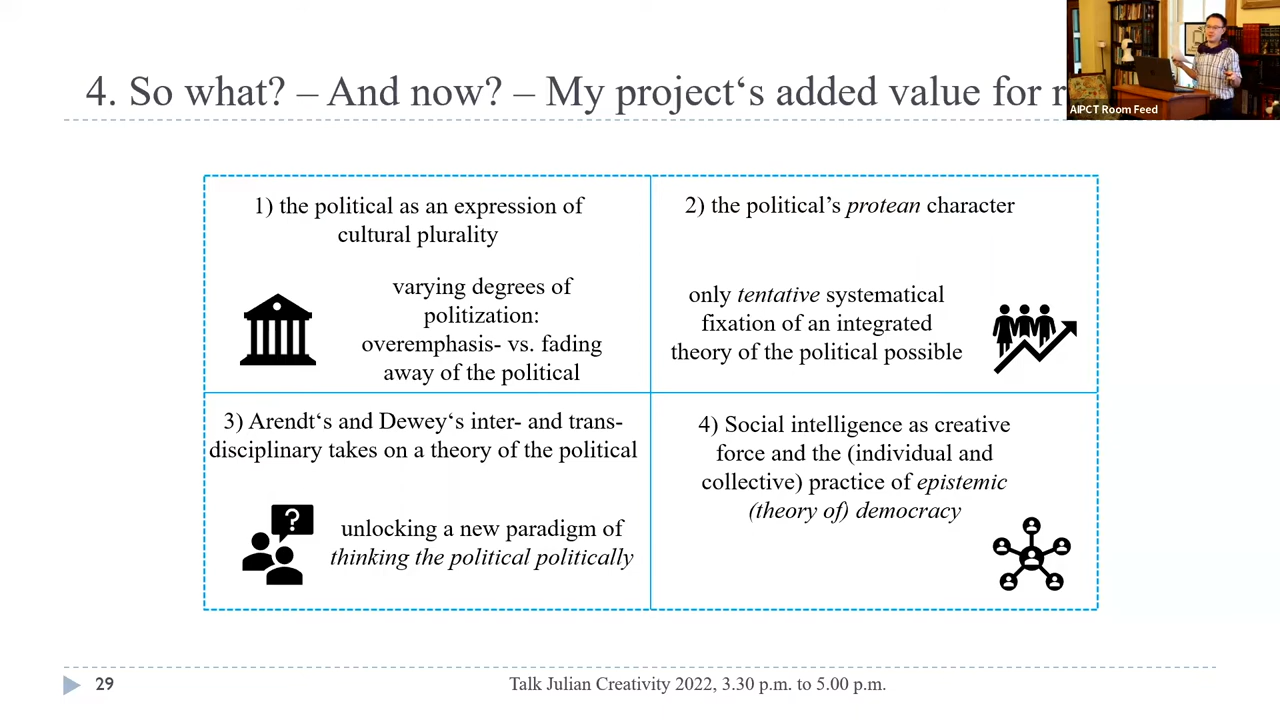 4. So what? – And now? – My project‘s added value for
AIPCT Room Feed
1) the political as an expression of
cultural plurality
varying degrees of
politization:
overemphasis- vs. fading
away of the political
2) the political’s protean character
only tentative systematical
fixation of an integrated
theory of the political possible
3) Arendt‘s and Dewey‘s inter- and trans-
disciplinary takes on a theory of the political
?
unlocking a new paradigm of
thinking the political politically
4) Social intelligence as creative
force and the (individual and
collective) practice of epistemic
(theory of) democracy
29
Talk Julian Creativity 2022, 3.30 p.m. to 5.00 p.m.